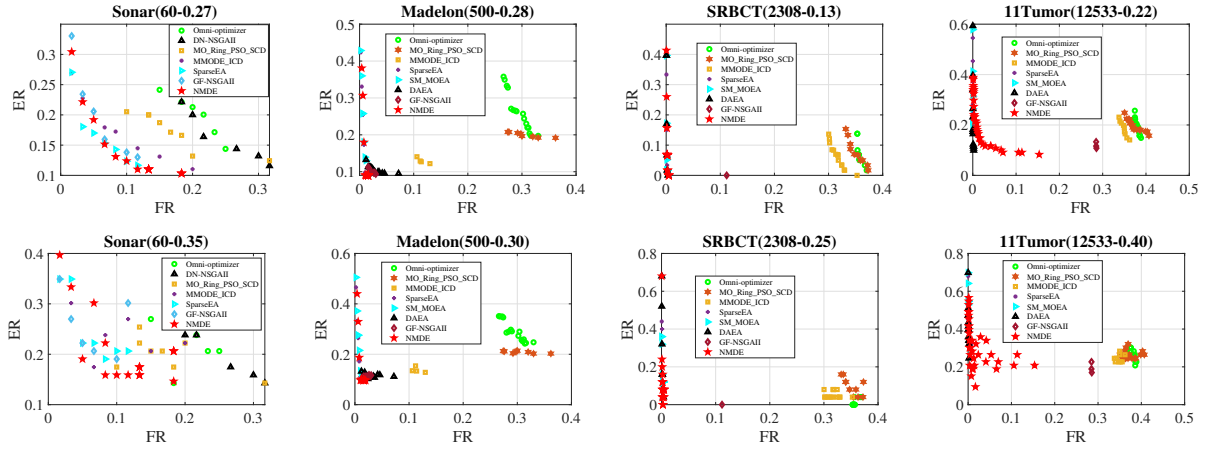 Sonar(60-0.27)
ER
0.3
0.25
0.2
0.15
0.1
0
0.1
0.2
0.3
FR
Omni-optimizer
DN-NSGAII
MO_Ring_PSO_SCD
MMODE_ICD
SparseEA
GF-NSGAII
NMDE
Madelon(500-0.28)
ER
0.5
0.4
0.3
0.2
0.1
0
0.1
0.2
0.3
0.4
FR
Omni-optimizer
MO_Ring_PSO_SCD
MMODE_ICD
SparseEA
SM_MOEA
DAEA
GF-NSGAII
NMDE
SRBCT(2308-0.13)
ER
0.5
0.4
0.3
0.2
0.1
0
0
0.1
0.2
0.3
0.4
FR
Omni-optimizer
MO_Ring_PSO_SCD
MMODE_ICD
SparseEA
SM_MOEA
DAEA
GF-NSGAII
NMDE
11Tumor(12533-0.22)
ER
0.6
0.4
0.2
0
0
0.1
0.2
0.3
0.4
0.5
FR
Omni-optimizer
MO_Ring_PSO_SCD
MMODE_ICD
SparseEA
SM_MOEA
DAEA
GF-NSGAII
NMDE
Sonar(60-0.35)
ER
0.4
0.3
0.2
0.1
0
0.1
0.2
0.3
FR
Omni-optimizer
DN-NSGAII
MO_Ring_PSO_SCD
MMODE_ICD
SparseEA
GF-NSGAII
NMDE
Madelon(500-0.30)
ER
0.6
0.4
0.2
0
0
0.1
0.2
0.3
0.4
FR
Omni-optimizer
MO_Ring_PSO_SCD
MMODE_ICD
SparseEA
SM_MOEA
DAEA
GF-NSGAII
NMDE
SRBCT(2308-0.25)
ER
0.8
0.6
0.4
0.2
0
0
0.1
0.2
0.3
0.4
FR
Omni-optimizer
MO_Ring_PSO_SCD
MMODE_ICD
SparseEA
SM_MOEA
DAEA
GF-NSGAII
NMDE
11Tumor(12533-0.40)
ER
0.8
0.6
0.4
0.2
0
0
0.1
0.2
0.3
0.4
0.5
FR
Omni-optimizer
MO_Ring_PSO_SCD
MMODE_ICD
SparseEA
SM_MOEA
DAEA
GF-NSGAII
NMDE